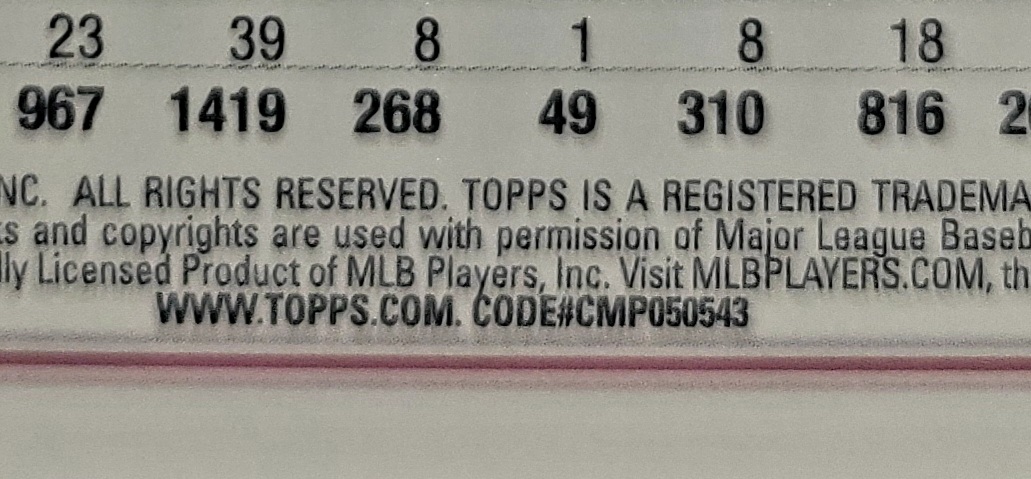 23 39 8 1 8 18
967 1419 268 49 310 816
NC. ALL RIGHTS RESERVED. TOPPS IS A REGISTERED TRADEMA
s and copyrights are used with permission of Major League Baseb
lly Licensed Product of MLB Players, Inc. Visit MLBPLAYERS.COM, th
WWW.TOPPS.COM. CODE#CMP050543